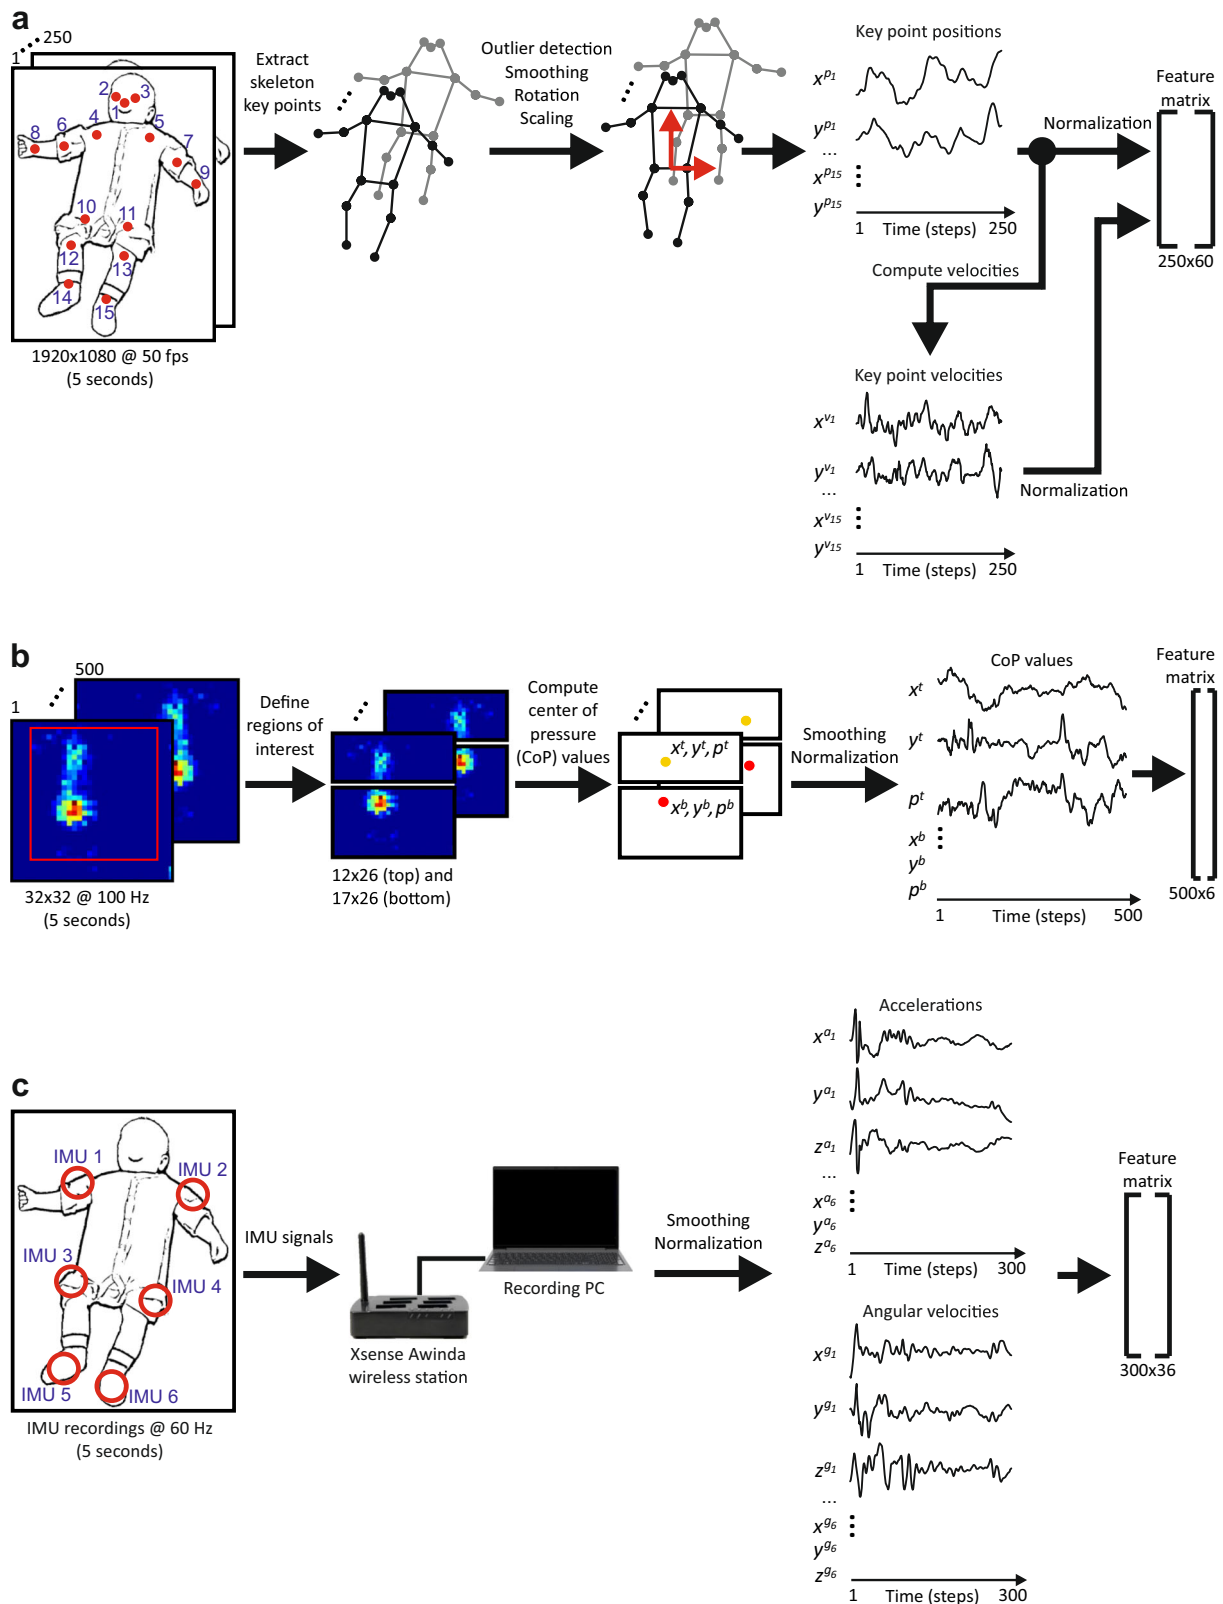 a
1
250
2
3
1
4
5
6
7
8
9
10
11
12
13
14
15
1920x1080 @ 50 fps
(5 seconds)
Extract
skeleton
key points
Outlier detection
Smoothing
Rotation
Scaling
Key point positions
x^p1
y^p1
...
x^p15
y^p15
1 Time (steps) 250
Normalization
Feature
matrix
250x60
Compute velocities
Key point velocities
x^v1
y^v1
...
x^v15
y^v15
1 Time (steps) 250
Normalization
b
1
500
32x32 @ 100 Hz
(5 seconds)
Define
regions of
interest
12x26 (top) and
17x26 (bottom)
Compute
center of
pressure
(CoP) values
x^t, y^t, p^t
x^b, y^b, p^b
Smoothing
Normalization
CoP values
x^t
y^t
p^t
x^b
y^b
p^b
1 Time (steps) 500
Feature
matrix
500x6
c
IMU 1
IMU 2
IMU 3
IMU 4
IMU 5
IMU 6
IMU recordings @ 60 Hz
(5 seconds)
IMU signals
Xsense Awinda
wireless station
Recording PC
Smoothing
Normalization
Accelerations
x^a1
y^a1
z^a1
...
x^a6
y^a6
z^a6
1 Time (steps) 300
Angular velocities
x^g1
y^g1
z^g1
...
x^g6
y^g6
z^g6
1 Time (steps) 300
Feature
matrix
300x36